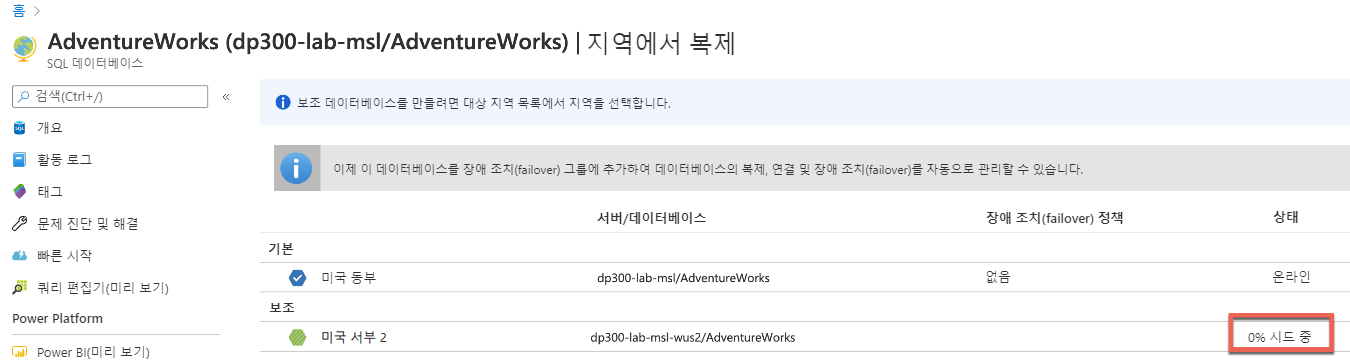 홈 >
AdventureWorks (dp300-lab-msl/AdventureWorks) | 지역에서 복제
SQL 데이터베이스
검색(Ctrl+/) «
개요
활동 로그
태그
문제 진단 및 해결
빠른 시작
쿼리 편집기(미리 보기)
Power Platform
Power BI(미리 보기)
보조 데이터베이스를 만들려면 대상 지역 목록에서 지역을 선택합니다.
이제 이 데이터베이스를 장애 조치(failover) 그룹에 추가하여 데이터베이스의 복제, 연결 및 장애 조치(failover)를 자동으로 관리할 수 있습니다.
서버/데이터베이스 장애 조치(failover) 정책 상태
기본
미국 동부 dp300-lab-msl/AdventureWorks 없음 온라인
보조
미국 서부 2 dp300-lab-msl-wus2/AdventureWorks 0% 시드 중